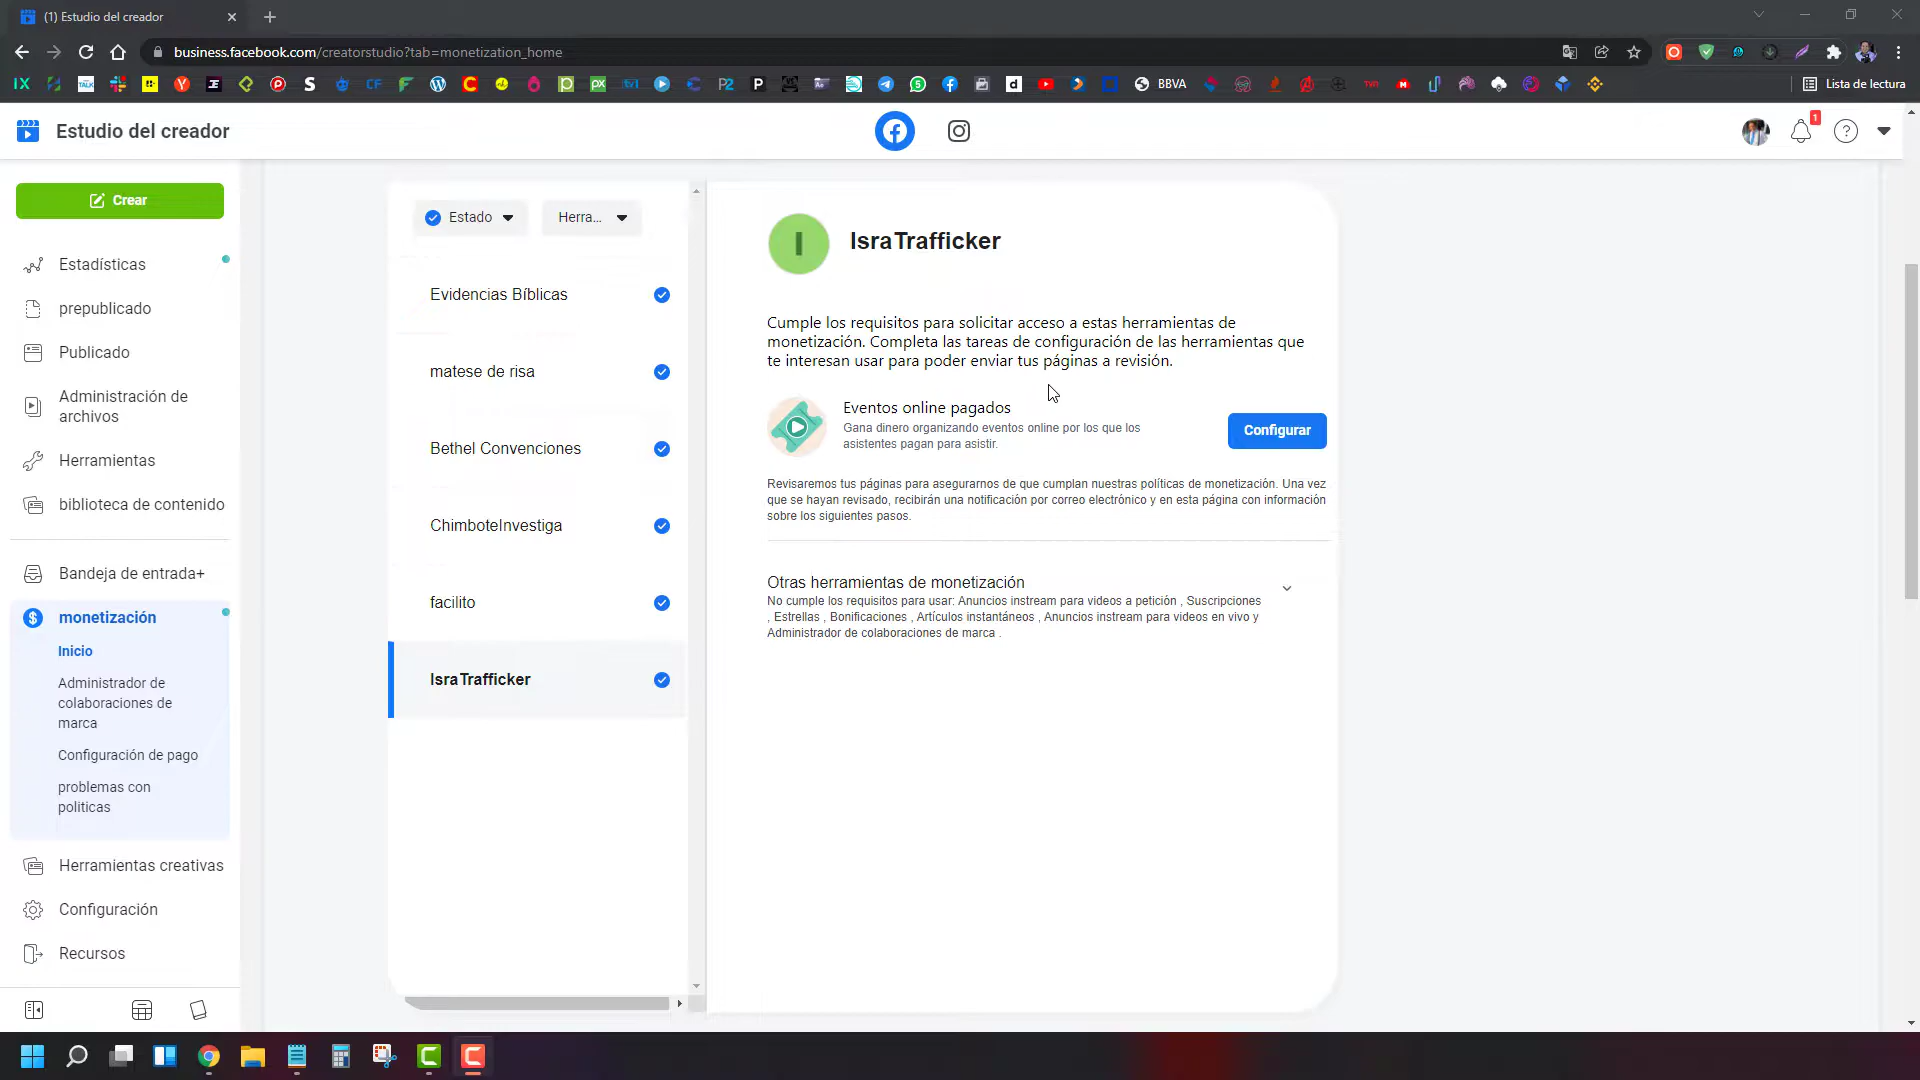 (1) Estudio del creador
business.facebook.com/creatorstudio?tab=monetization_home
BBVA
Lista de lectura
Estudio del creador
1
Crear
Estadísticas
prepublicado
Publicado
Administración de
archivos
Herramientas
biblioteca de contenido
Bandeja de entrada+
monetización
Inicio
Administrador de
colaboraciones de
marca
Configuración de pago
problemas con
politicas
Herramientas creativas
Configuración
Recursos
Estado
Herra...
Evidencias Bíblicas
matese de risa
Bethel Convenciones
ChimboteInvestiga
facilito
IsraTrafficker
I
IsraTrafficker
Cumple los requisitos para solicitar acceso a estas herramientas de
monetización. Completa las tareas de configuración de las herramientas que
te interesan usar para poder enviar tus páginas a revisión.
Eventos online pagados
Gana dinero organizando eventos online por los que los
asistentes pagan para asistir.
Configurar
Revisaremos tus páginas para asegurarnos de que cumplan nuestras políticas de monetización. Una vez
que se hayan revisado, recibirán una notificación por correo electrónico y en esta página con información
sobre los siguientes pasos.
Otras herramientas de monetización
No cumple los requisitos para usar: Anuncios instream para videos a petición , Suscripciones
, Estrellas , Bonificaciones , Artículos instantáneos , Anuncios instream para videos en vivo y
Administrador de colaboraciones de marca .